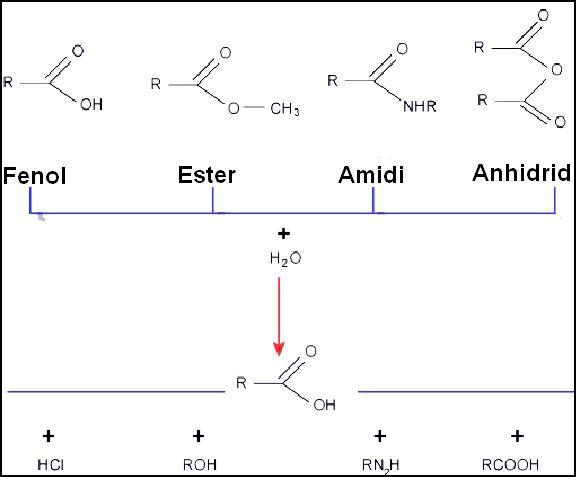 R O OH
R O O CH3
R O NHR
R O O R O
Fenol Ester Amidi Anhidrid
+
H2O
R O OH
+ + + +
HCl ROH RN2H RCOOH